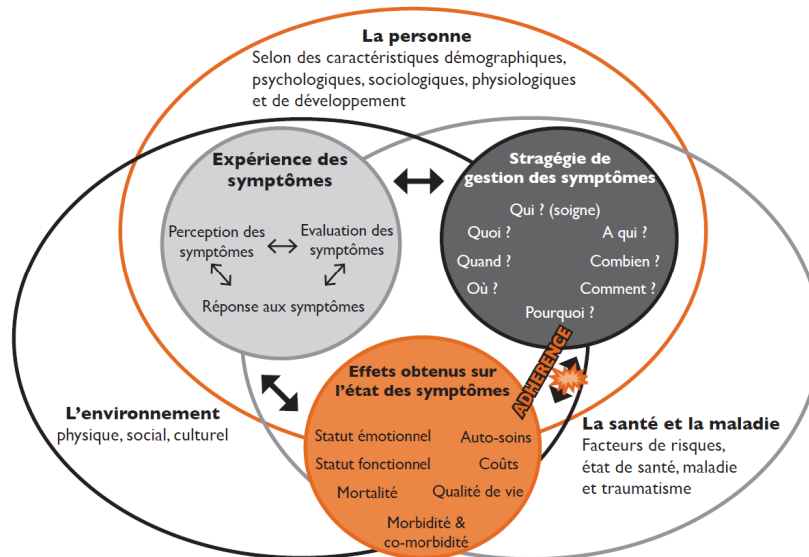 La personne
Selon des caractéristiques démographiques,
psychologiques, sociologiques, physiologiques
et de développement
Expérience des
symptômes
Perception des
symptômes
Evaluation des
symptômes
Réponse aux symptômes
Stragégie de
gestion des symptômes
Qui ? (soigne)
Quoi ?
A qui ?
Quand ?
Combien ?
Où ?
Comment ?
Pourquoi ?
ADHERENCE
Effets obtenus sur
l'état des symptômes
Statut émotionnel
Auto-soins
Statut fonctionnel
Coûts
Mortalité
Qualité de vie
Morbidité &
co-morbidité
L'environnement
physique, social, culturel
La santé et la maladie
Facteurs de risques,
état de santé, maladie
et traumatisme